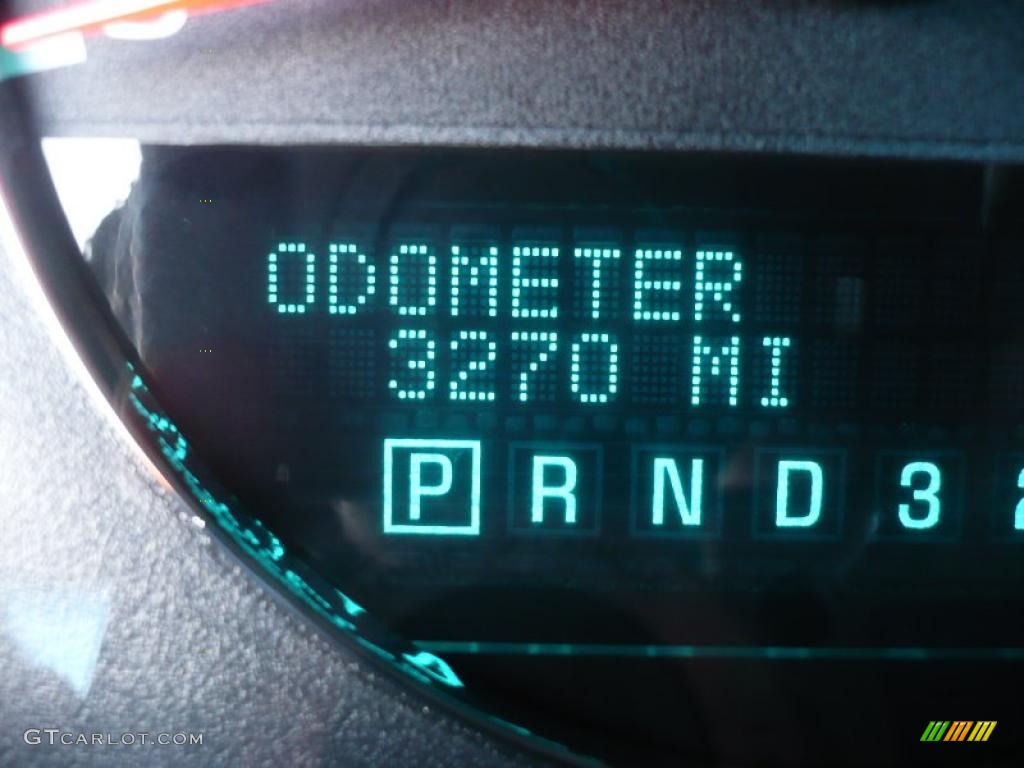 ODOMETER
3270 MI
P R N D 3
GTCARLOT.COM